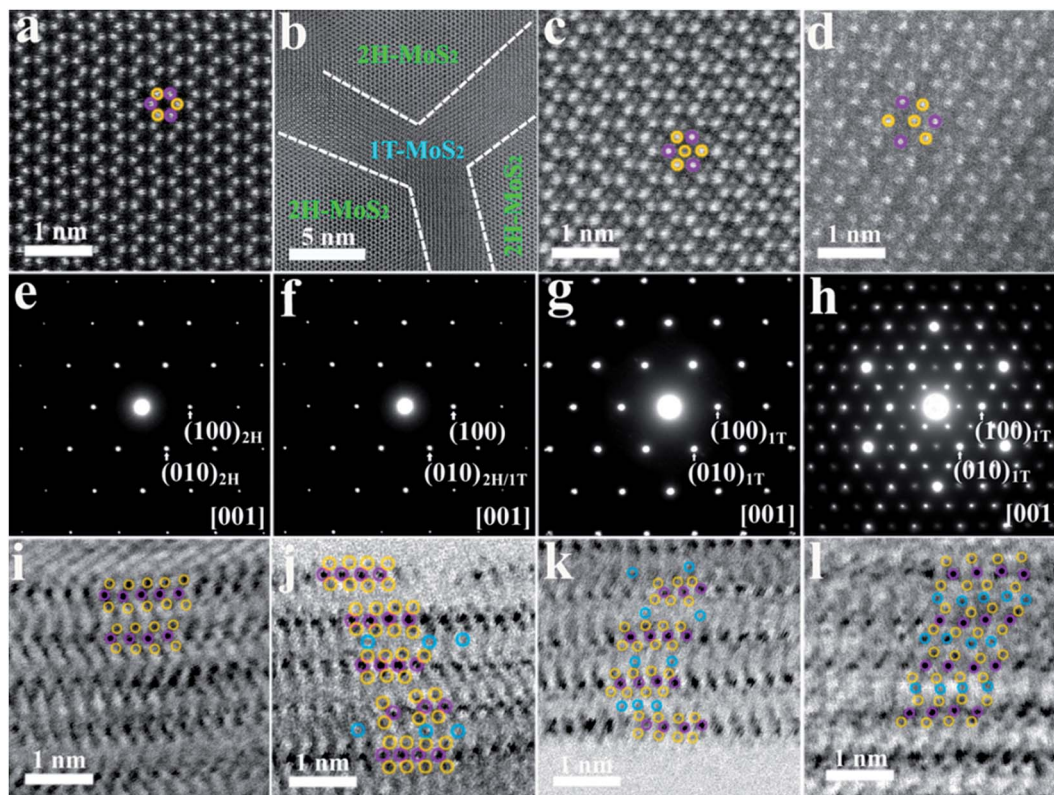 a
1 nm
b
2H-MoS₂
1T-MoS₂
2H-MoS₂
2H-MoS₂
5 nm
c
1 nm
d
1 nm
e
(100)2H
(010)2H
[001]
f
(100)
(010)2H/1T
[001]
g
(100)1T
(010)1T
[001]
h
(100)1T
(010)1T
[001]
i
1 nm
j
1 nm
k
1 nm
l
1 nm